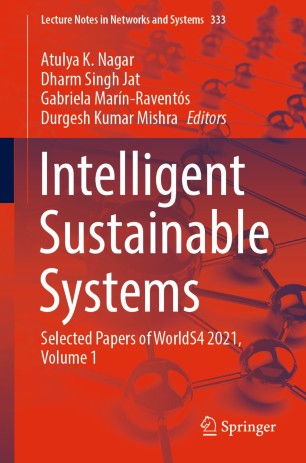 Lecture Notes in Networks and Systems 333
Atulya K. Nagar
Dharm Singh Jat
Gabriela Marín-Raventós
Durgesh Kumar Mishra Editors
Intelligent
Sustainable
Systems
Selected Papers of WorldS4 2021,
Volume 1
Springer